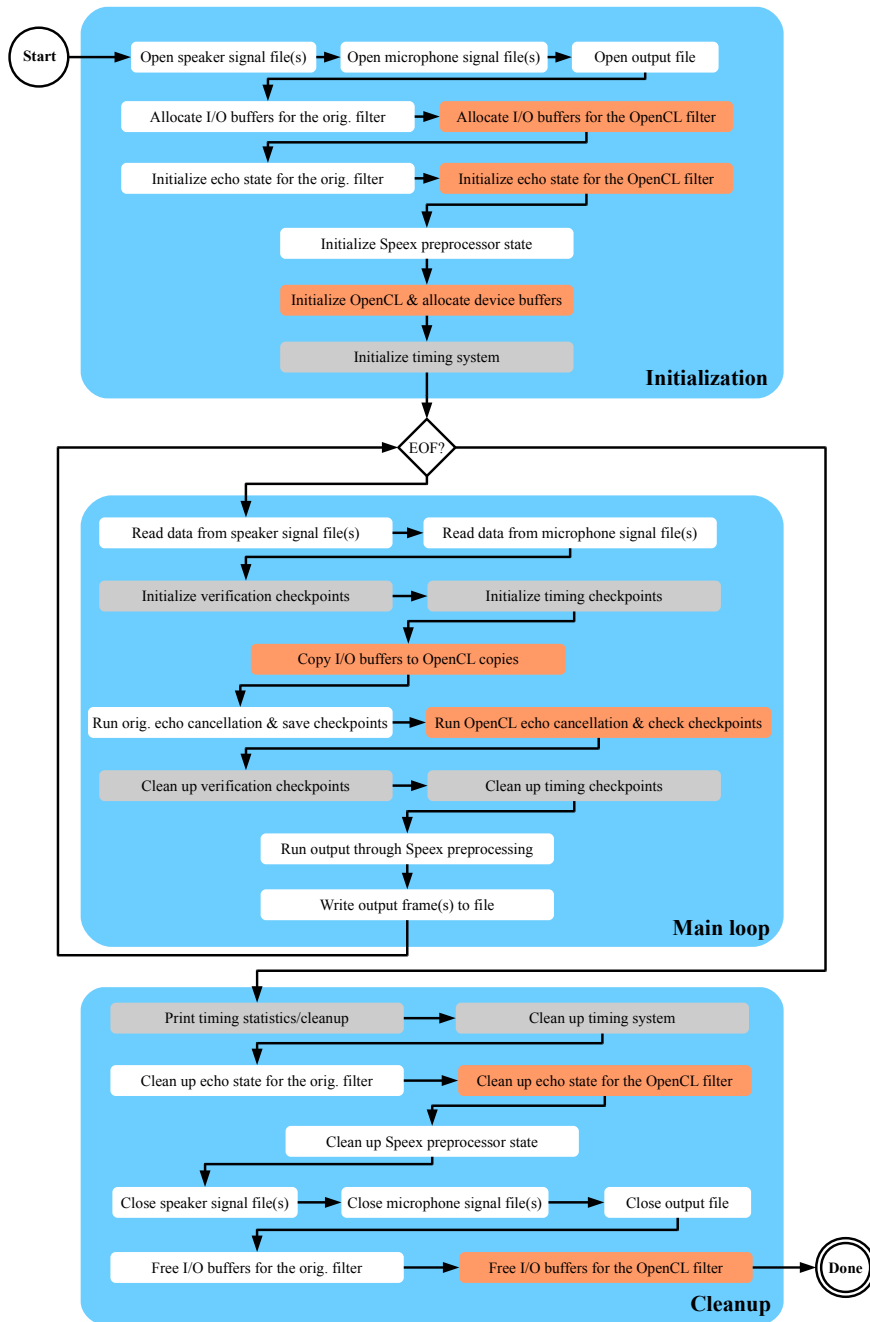 Start
Open speaker signal file(s)
Open microphone signal file(s)
Open output file
Allocate I/O buffers for the orig. filter
Allocate I/O buffers for the OpenCL filter
Initialize echo state for the orig. filter
Initialize echo state for the OpenCL filter
Initialize Speex preprocessor state
Initialize OpenCL & allocate device buffers
Initialize timing system
Initialization
EOF?
Read data from speaker signal file(s)
Read data from microphone signal file(s)
Initialize verification checkpoints
Initialize timing checkpoints
Copy I/O buffers to OpenCL copies
Run orig. echo cancellation & save checkpoints
Run OpenCL echo cancellation & check checkpoints
Clean up verification checkpoints
Clean up timing checkpoints
Run output through Speex preprocessing
Write output frame(s) to file
Main loop
Print timing statistics/cleanup
Clean up timing system
Clean up echo state for the orig. filter
Clean up echo state for the OpenCL filter
Clean up Speex preprocessor state
Close speaker signal file(s)
Close microphone signal file(s)
Close output file
Free I/O buffers for the orig. filter
Free I/O buffers for the OpenCL filter
Done
Cleanup